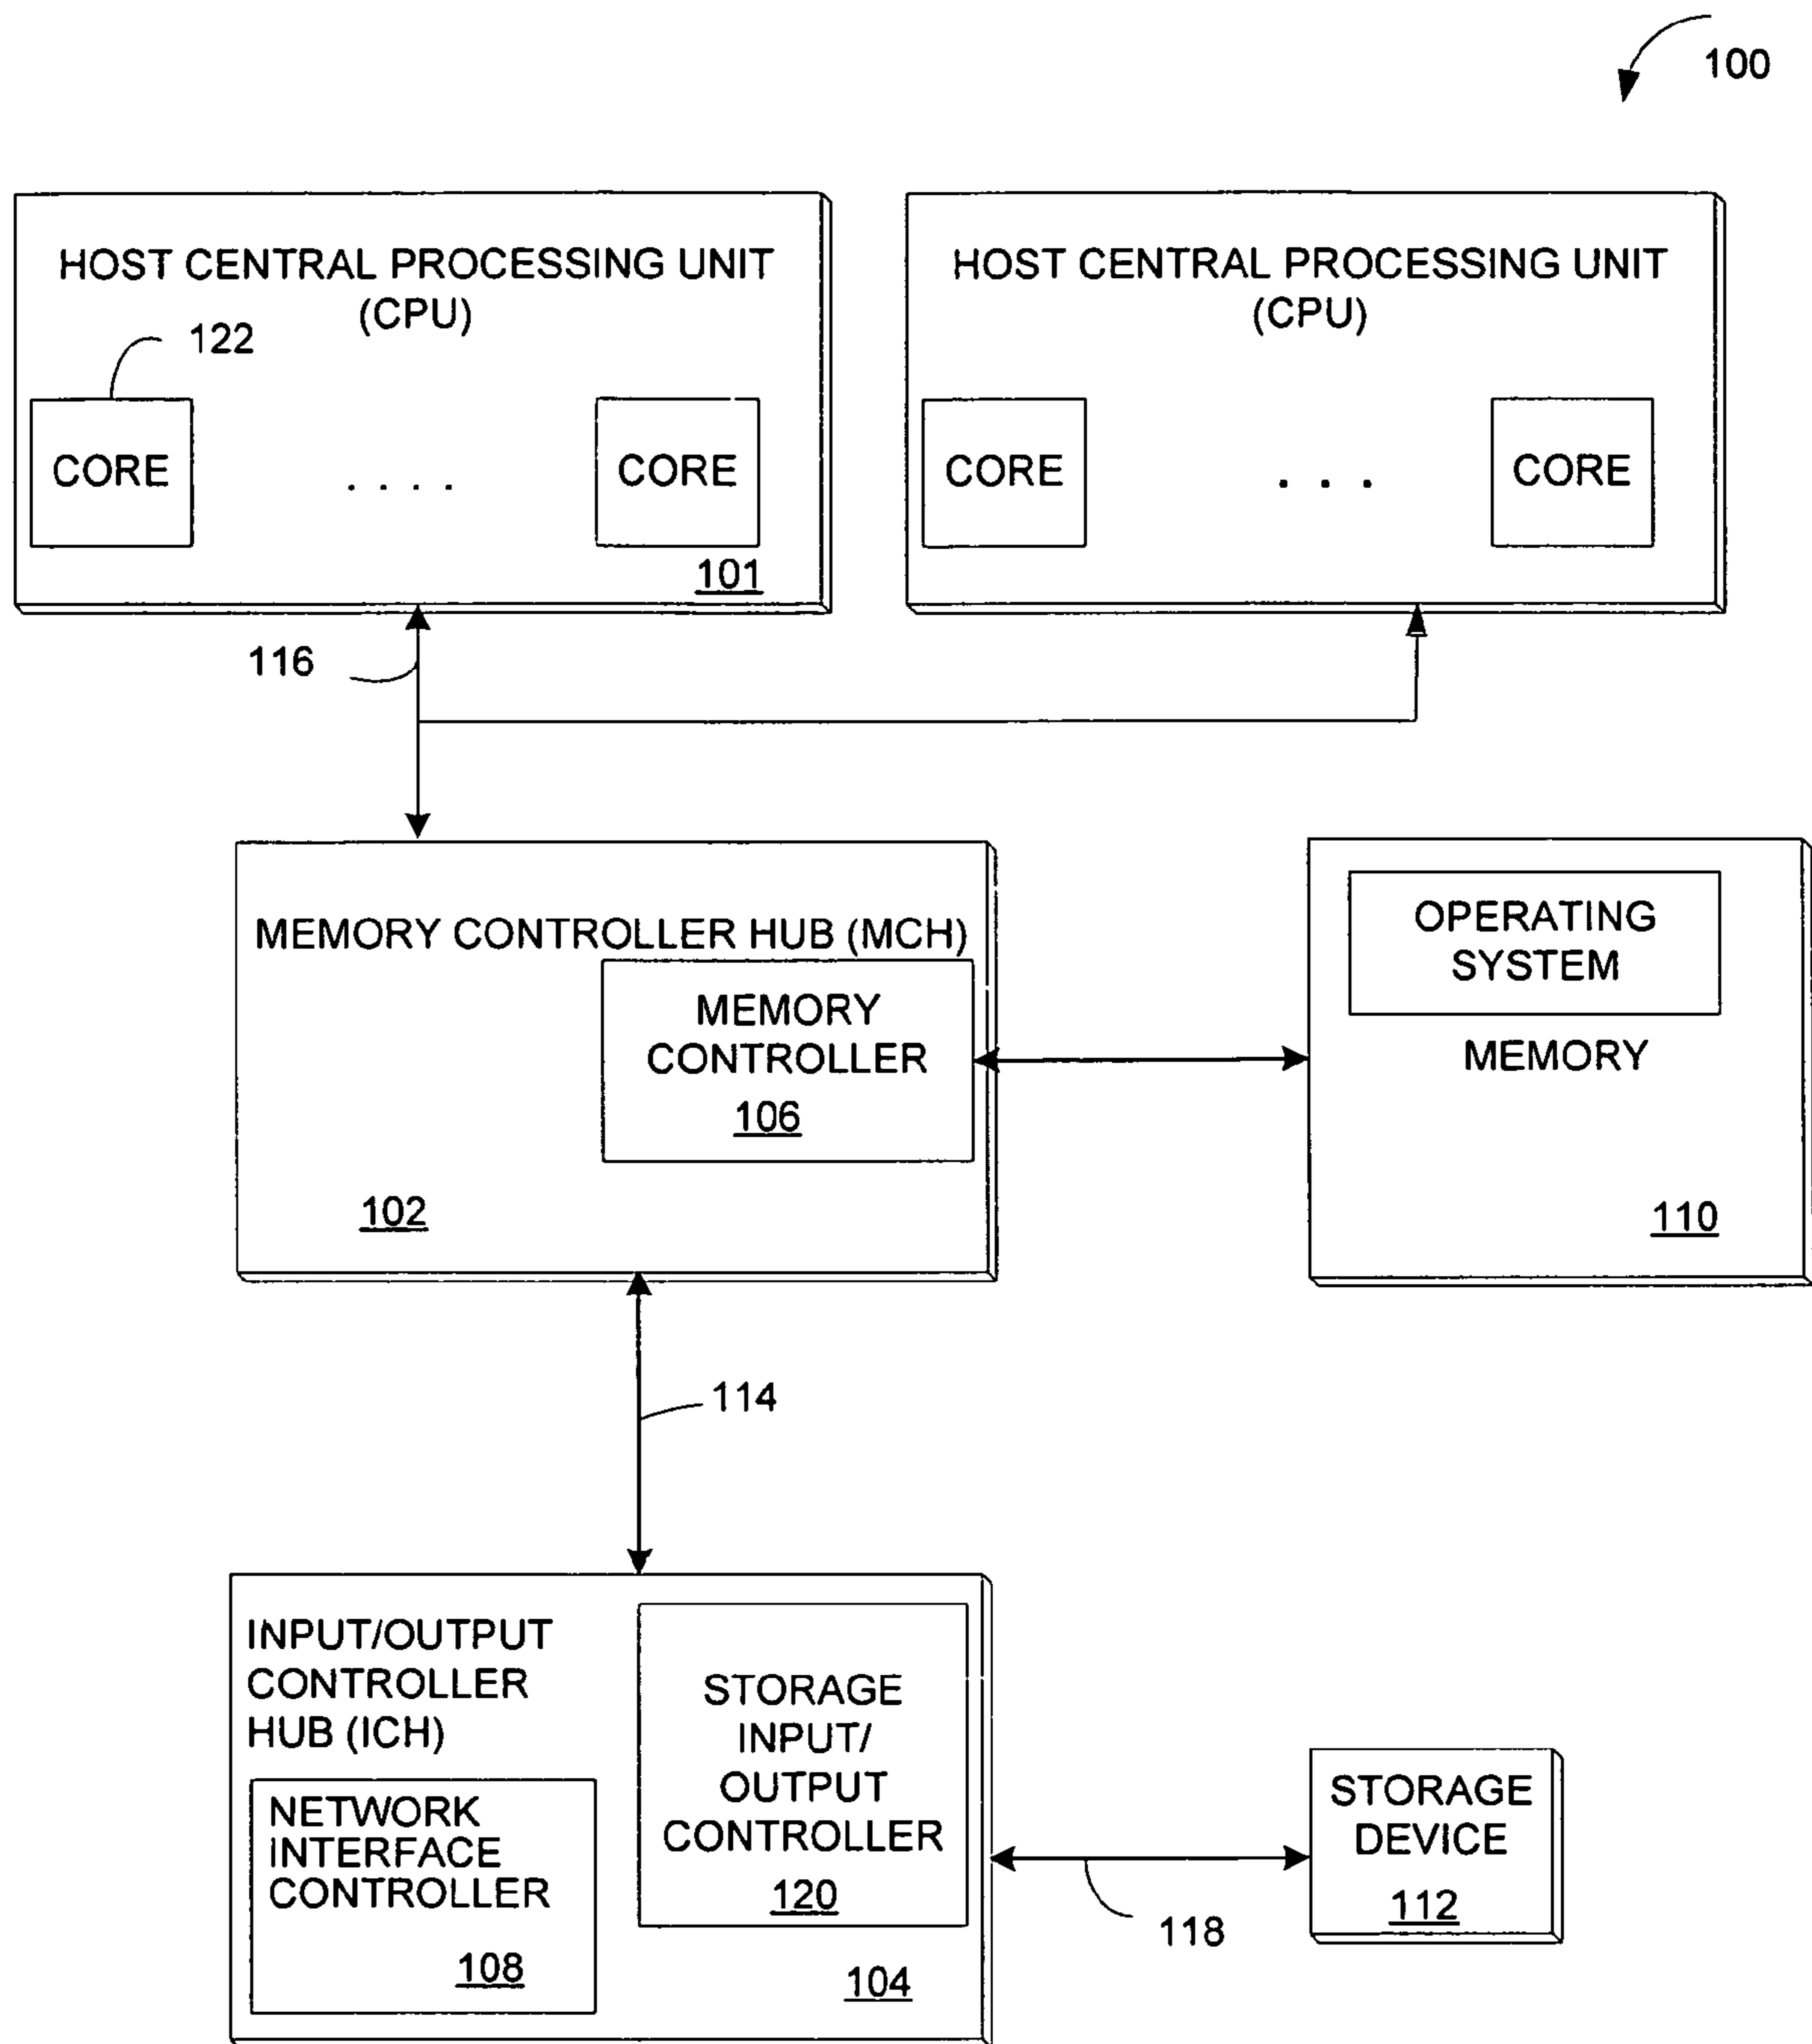 100
HOST CENTRAL PROCESSING UNIT
(CPU)
122
CORE
. . . .
CORE
101
HOST CENTRAL PROCESSING UNIT
(CPU)
CORE
. . .
CORE
116
MEMORY CONTROLLER HUB (MCH)
MEMORY
CONTROLLER
106
102
OPERATING
SYSTEM
MEMORY
110
114
INPUT/OUTPUT
CONTROLLER
HUB (ICH)
STORAGE
INPUT/
OUTPUT
CONTROLLER
120
NETWORK
INTERFACE
CONTROLLER
108
104
118
STORAGE
DEVICE
112